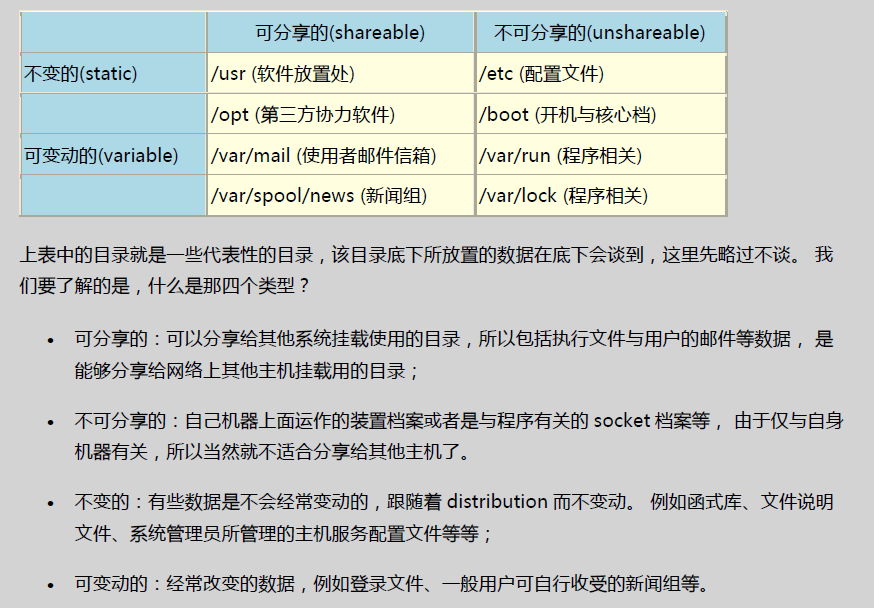 可分享的(shareable) 不可分享的(unshareable)
不变的(static) /usr (软件放置处) /etc (配置文件)
/opt (第三方协力软件) /boot (开机与核心档)
可变动的(variable) /var/mail (使用者邮件信箱) /var/run (程序相关)
/var/spool/news (新闻组) /var/lock (程序相关)
上表中的目录就是一些代表性的目录，该目录底下所放置的数据在底下会谈到，这里先略过不谈。 我
们要了解的是，什么是那四个类型？
• 可分享的：可以分享给其他系统挂载使用的目录，所以包括执行文件与用户的邮件等数据， 是
能够分享给网络上其他主机挂载用的目录；
• 不可分享的：自己机器上面运作的装置档案或者是与程序有关的 socket 档案等， 由于仅与自身
机器有关，所以当然就不适合分享给其他主机了。
• 不变的：有些数据是不会经常变动的，跟随着 distribution 而不变动。 例如函式库、文件说明
文件、系统管理员所管理的主机服务配置文件等等；
• 可变动的：经常改变的数据，例如登录文件、一般用户可自行收受的新闻组等。